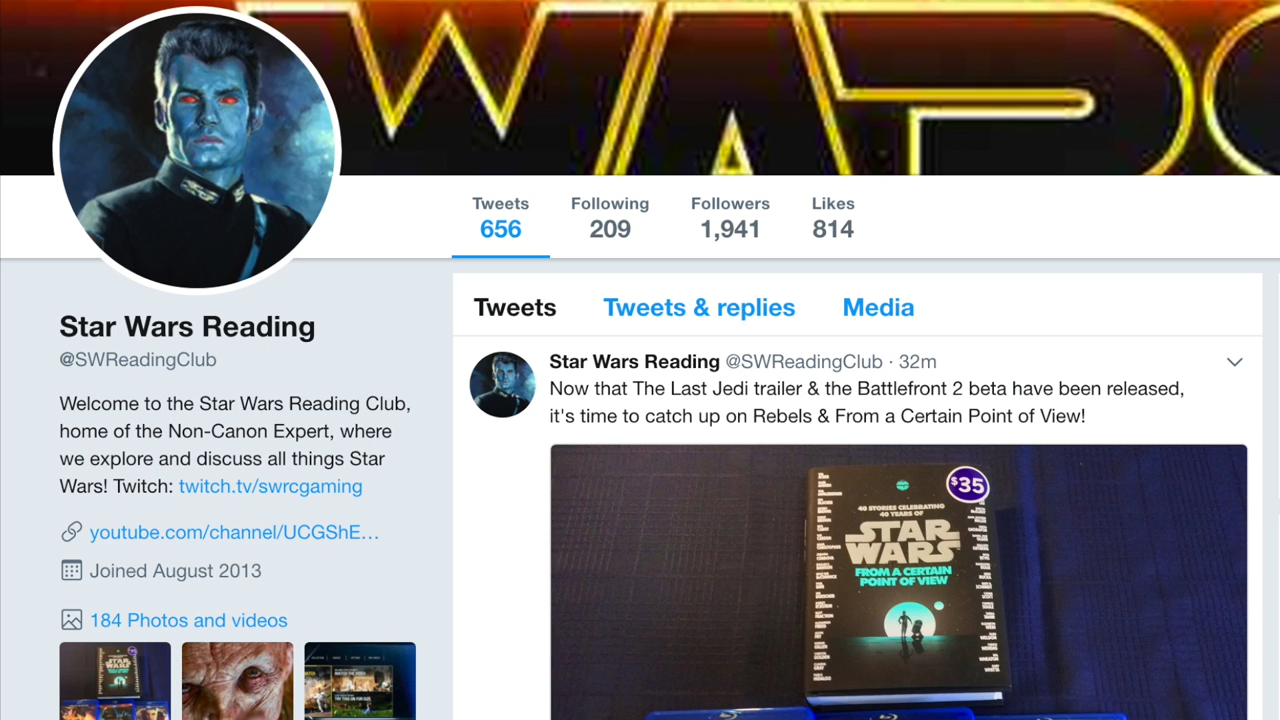 WARS
Tweets Following Followers Likes
656 209 1,941 814
Star Wars Reading
@SWReadingClub
Welcome to the Star Wars Reading Club,
home of the Non-Canon Expert, where
we explore and discuss all things Star
Wars! Twitch: twitch.tv/swrcgaming
youtube.com/channel/UCGShE…
Joined August 2013
184 Photos and videos
Tweets Tweets & replies Media
Star Wars Reading @SWReadingClub · 32m
Now that The Last Jedi trailer & the Battlefront 2 beta have been released,
it's time to catch up on Rebels & From a Certain Point of View!
$35
40 STORIES CELEBRATING
40 YEARS OF
STAR
WARS
FROM A CERTAIN
POINT OF VIEW